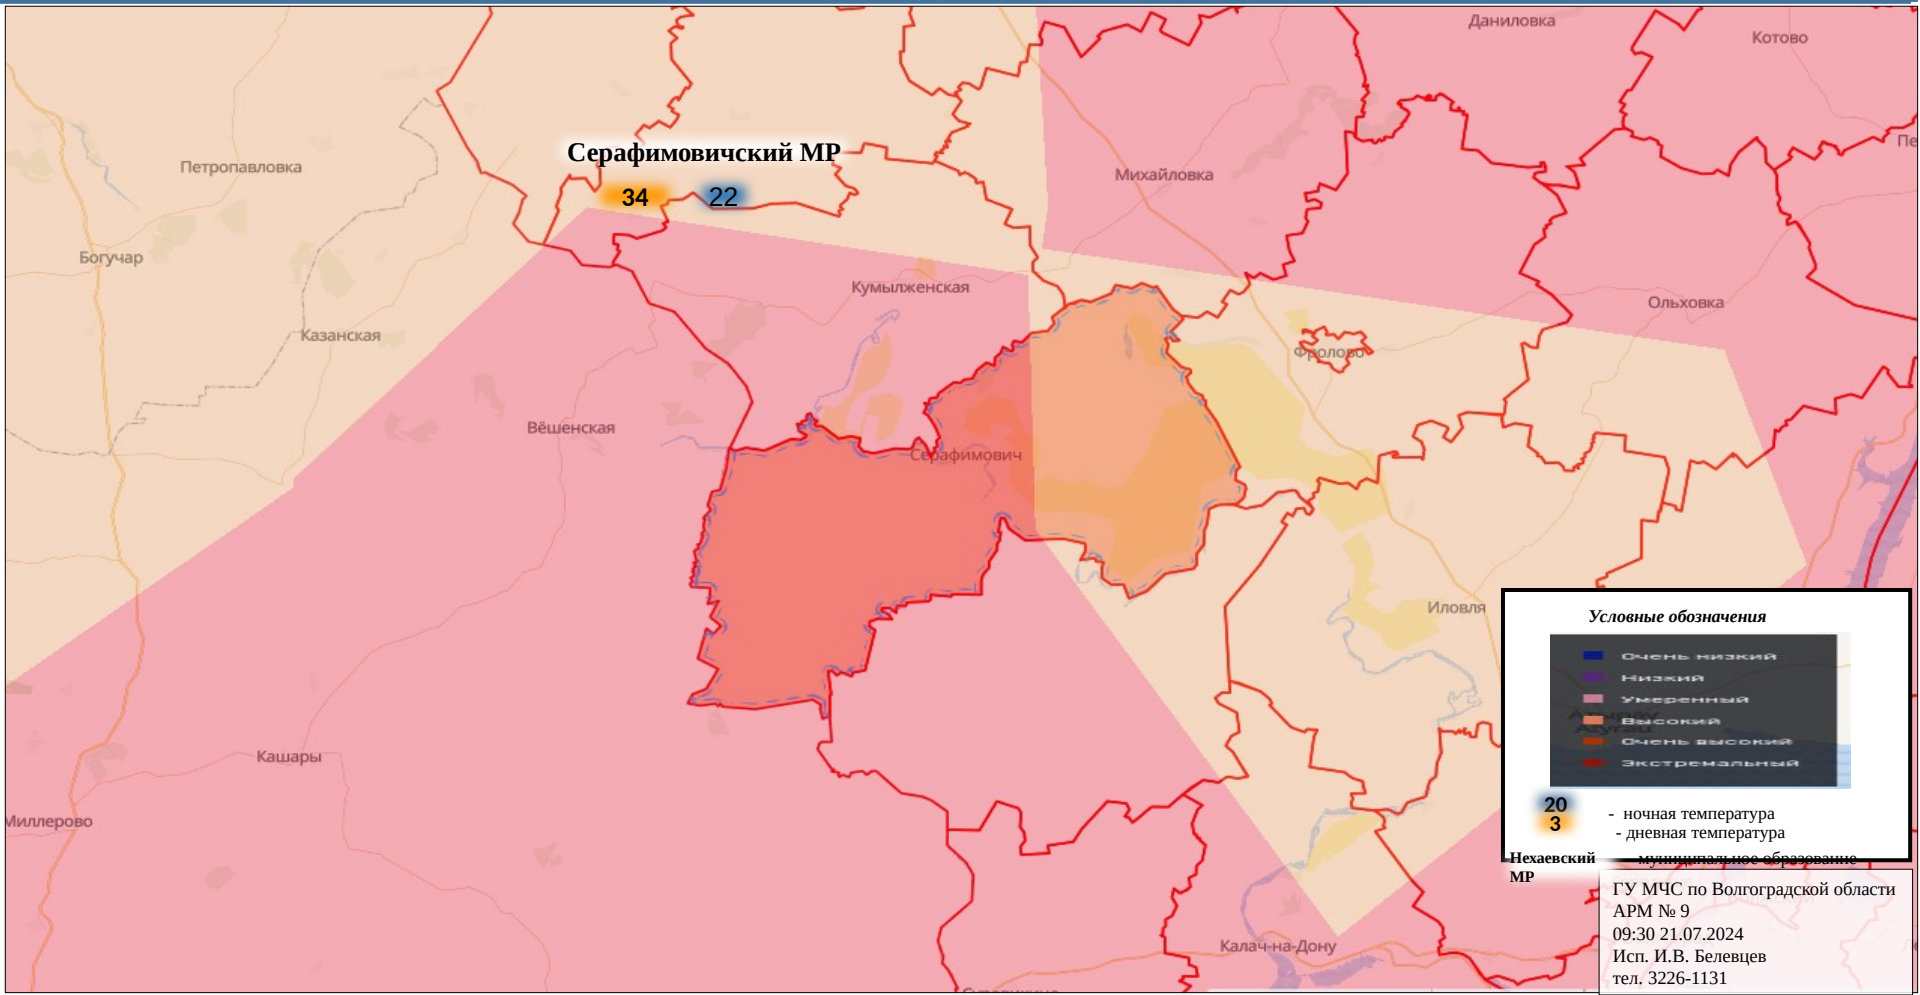 Даниловка
Котово
Серафимовичский МР
Петропавловка
Михайловка
34
22
Богучар
Кумылженская
Ольховка
Казанская
Фролово
Вёшенская
Серафимович
Иловля
Условные обозначения
Очень низкий
Низкий
Умеренный
Высокий
Очень высокий
Экстремальный
Atyrau
Кашары
Миллерово
20
- ночная температура
3
- дневная температура
Нехаевский
МР
муниципальное образование
ГУ МЧС по Волгоградской области
АРМ № 9
09:30 21.07.2024
Исп. И.В. Белевцев
тел. 3226-1131
Калач-на-Дону